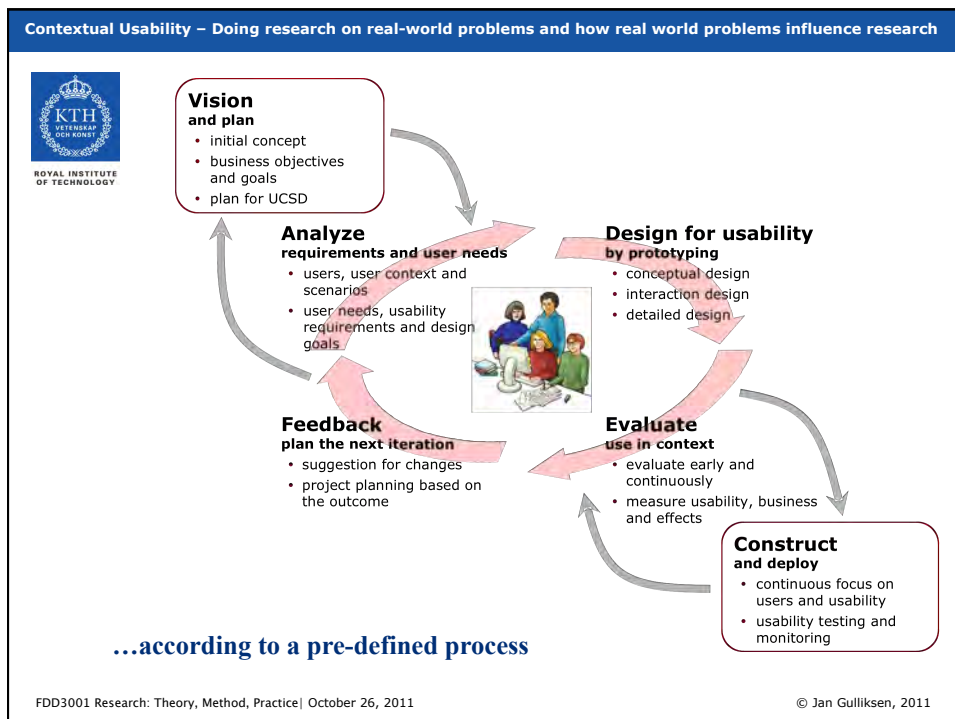 Contextual Usability – Doing research on real-world problems and how real world problems influence research
KTH
VETENSKAP
OCH KONST
ROYAL INSTITUTE
OF TECHNOLOGY
Vision
and plan
• initial concept
• business objectives
and goals
• plan for UCSD
Analyze
requirements and user needs
• users, user context and
scenarios
• user needs, usability
requirements and design
goals
Design for usability
by prototyping
• conceptual design
• interaction design
• detailed design
Feedback
plan the next iteration
• suggestion for changes
• project planning based on
the outcome
Evaluate
use in context
• evaluate early and
continuously
• measure usability, business
and effects
Construct
and deploy
• continuous focus on
users and usability
• usability testing and
monitoring
…according to a pre-defined process
FDD3001 Research: Theory, Method, Practice| October 26, 2011
© Jan Gulliksen, 2011